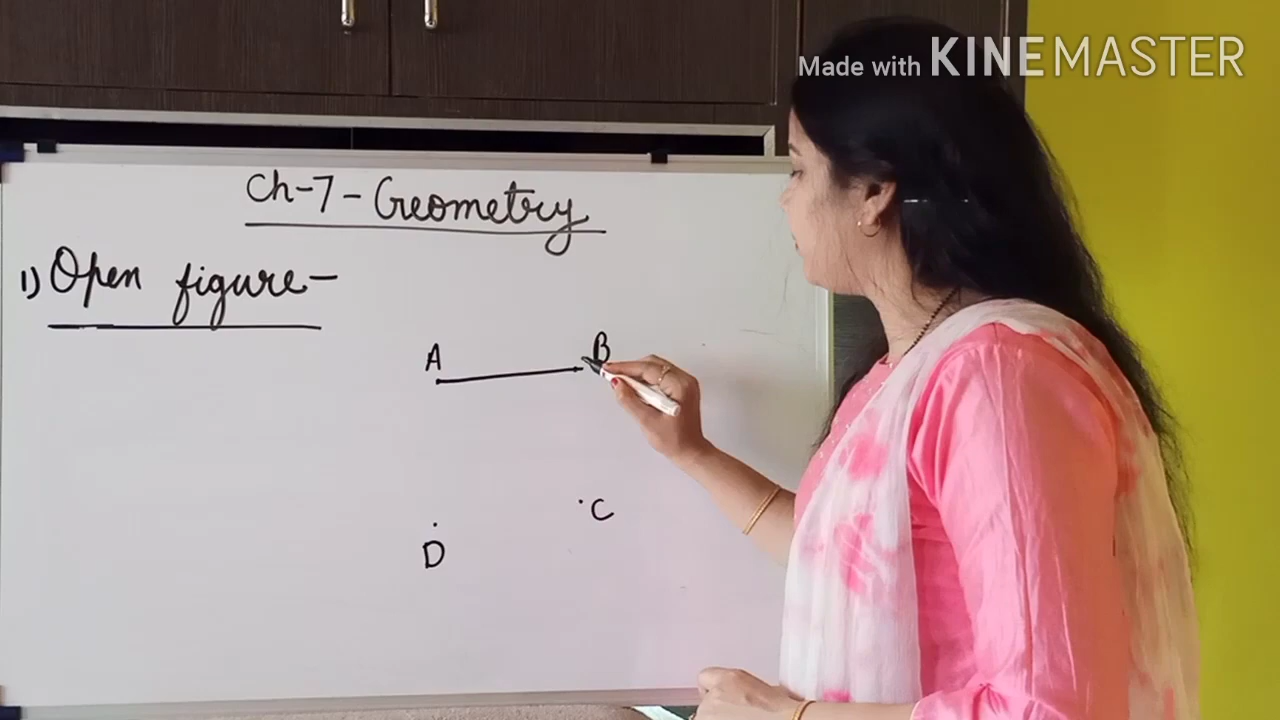 Made with KINEMASTER
Ch-7-Geometry
1) Open figure-
A B
C
D